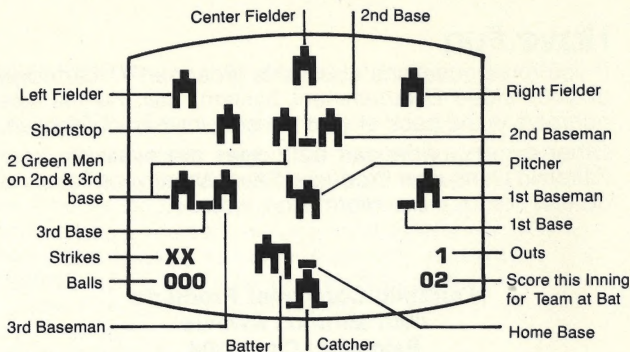 Center Fielder
2nd Base
Left Fielder
Right Fielder
Shortstop
2nd Baseman
2 Green Men
on 2nd & 3rd
base
Pitcher
1st Baseman
3rd Base
1st Base
Strikes
XX
1
Outs
Balls
000
02
Score this Inning
for Team at Bat
3rd Baseman
Home Base
Batter
Catcher